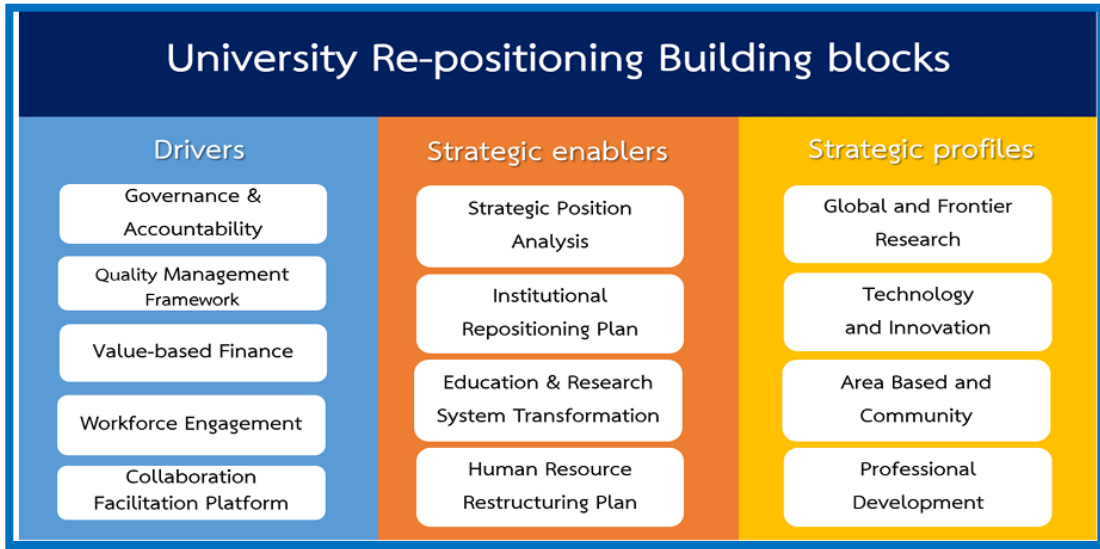 University Re-positioning Building blocks
Drivers
Governance &
Accountability
Quality Management
Framework
Value-based Finance
Workforce Engagement
Collaboration
Facilitation Platform
Strategic enablers
Strategic Position
Analysis
Institutional
Repositioning Plan
Education & Research
System Transformation
Human Resource
Restructuring Plan
Strategic profiles
Global and Frontier
Research
Technology
and Innovation
Area Based and
Community
Professional
Development